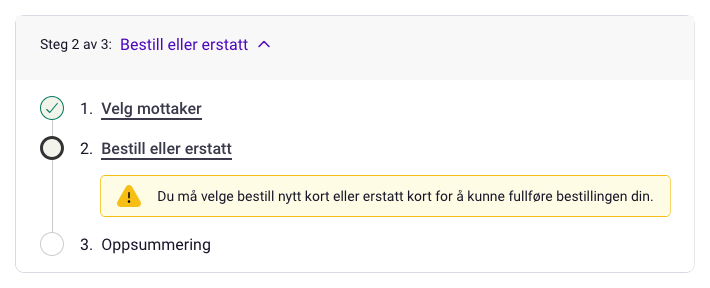 Steg 2 av 3: Bestill eller erstatt
1. Velg mottaker
2. Bestill eller erstatt
Du må velge bestill nytt kort eller erstatt kort for å kunne fullføre bestillingen din.
3. Oppsummering